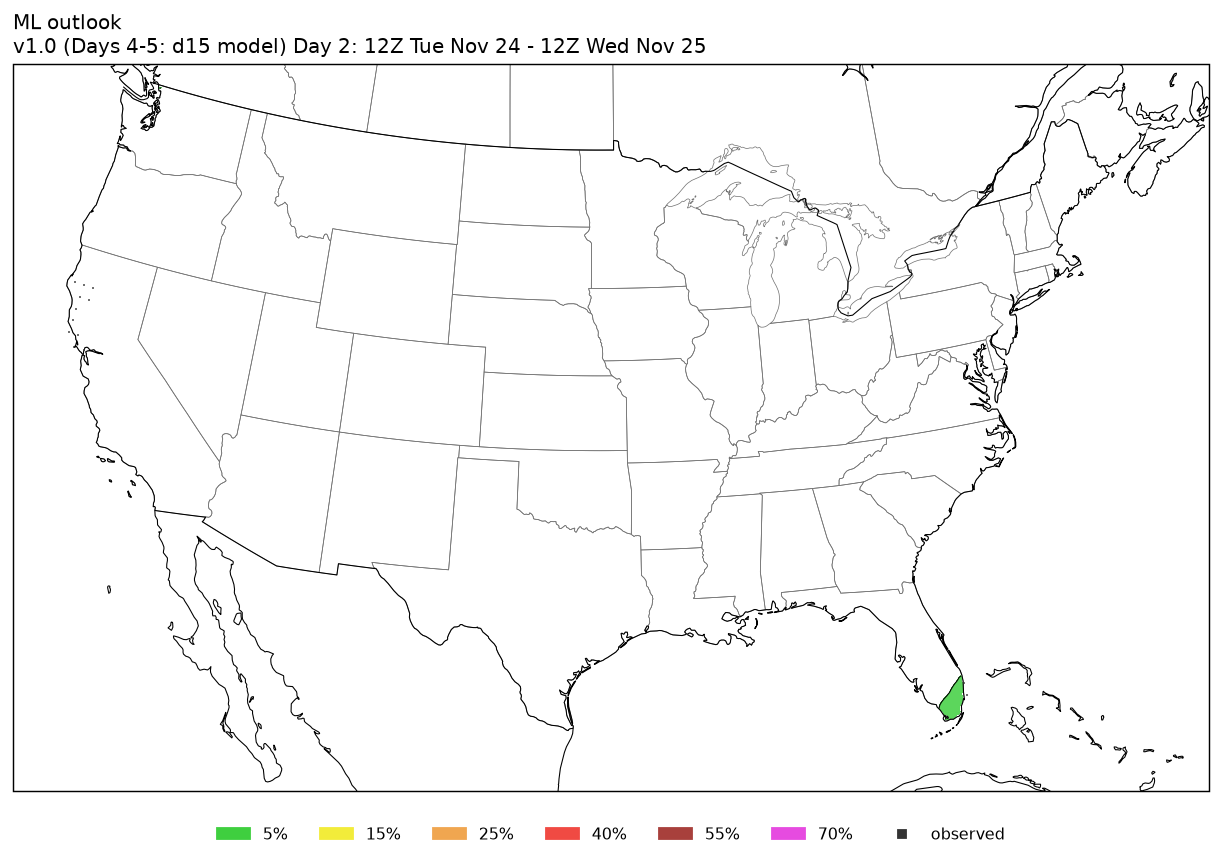 ML outlook
v1.0 (Days 4-5: d15 model) Day 2: 12Z Tue Nov 24 - 12Z Wed Nov 25
5% 15% 25% 40% 55% 70% observed